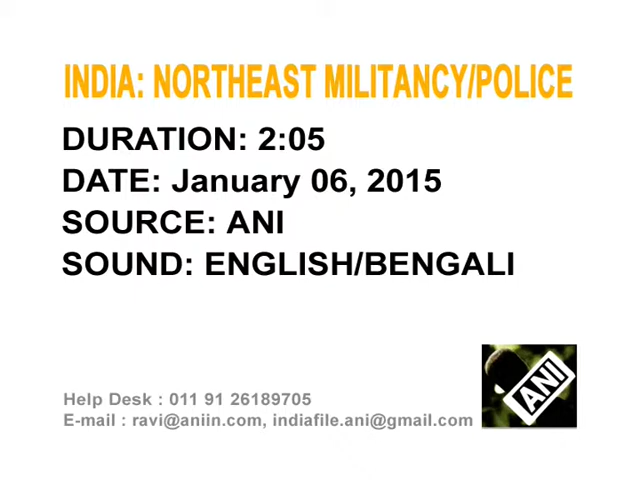 INDIA: NORTHEAST MILITANCY/POLICE
DURATION: 2:05
DATE: January 06, 2015
SOURCE: ANI
SOUND: ENGLISH/BENGALI
ANI
Help Desk : 011 91 26189705
E-mail : ravi@aniin.com, indiafile.ani@gmail.com